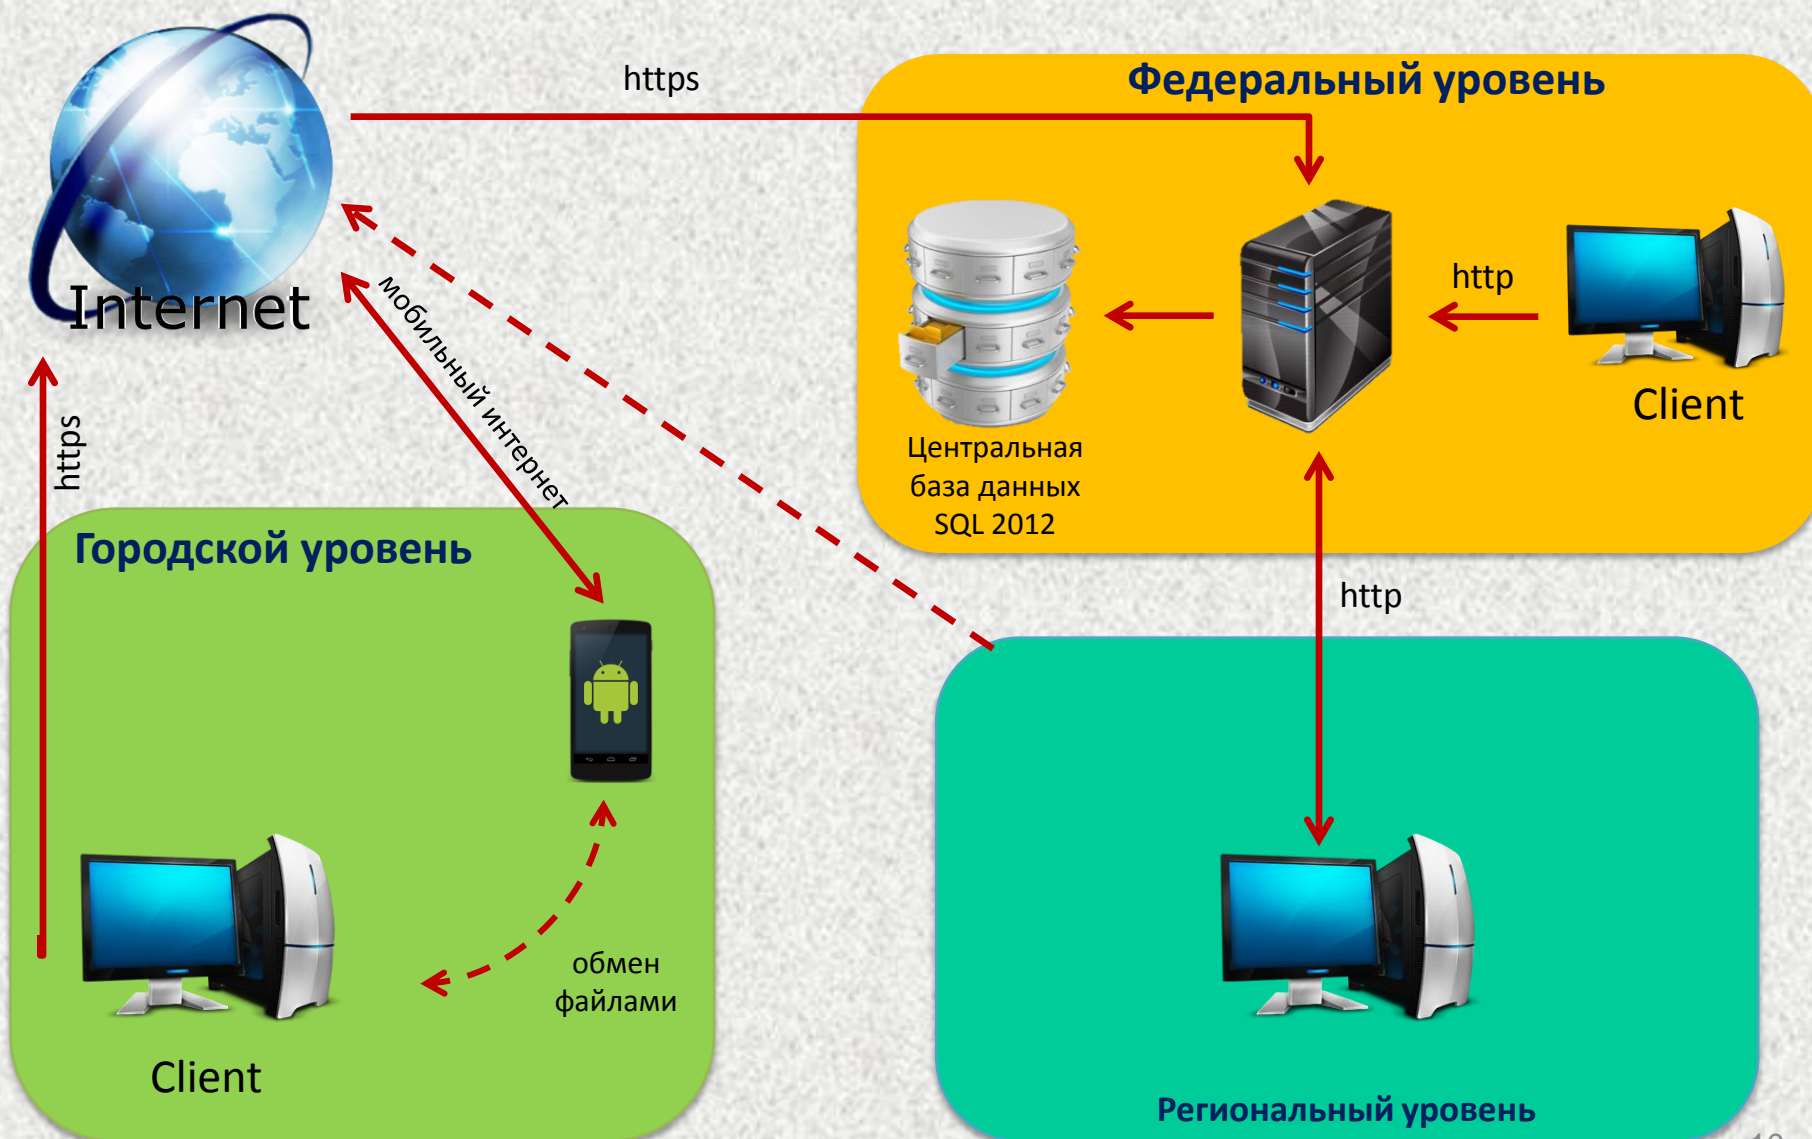 https
Федеральный уровень
Internet
мобильный интернет
http
Client
Центральная
база данных
SQL 2012
https
Городской уровень
http
обмен
файлами
Client
Региональный уровень